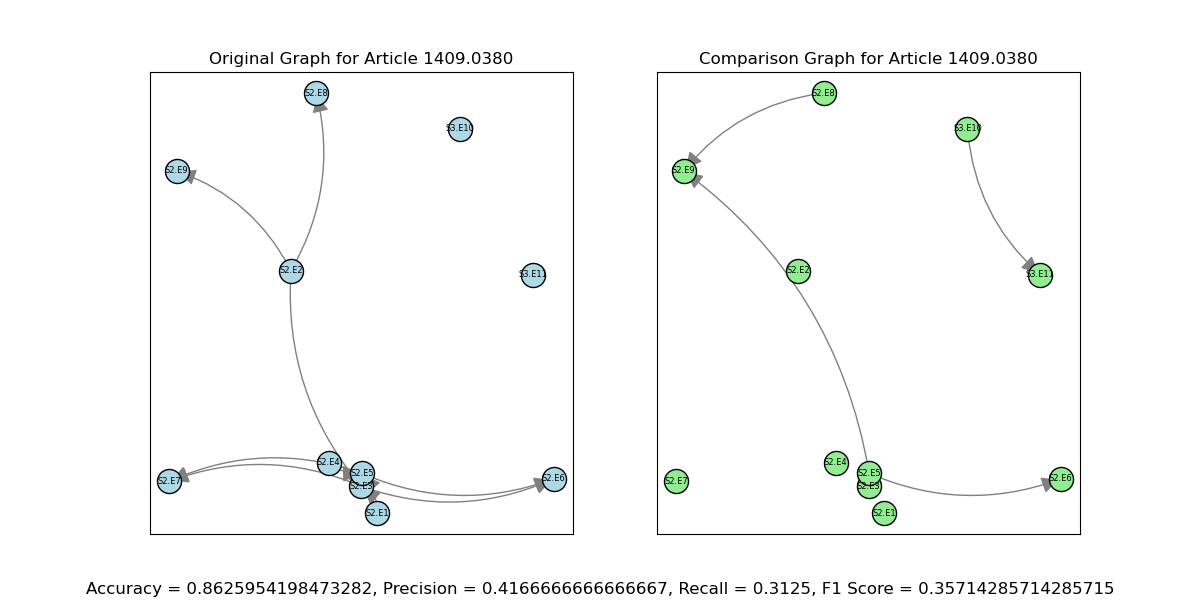 Original Graph for Article 1409.0380
Comparison Graph for Article 1409.0380
S2.E8
S3.E10
S2.E9
S2.E2
S3.E11
S2.E4
S2.E5
S2.E3
S2.E7
S2.E6
S2.E1
S2.E8
S3.E10
S2.E9
S2.E2
S3.E11
S2.E4
S2.E5
S2.E3
S2.E7
S2.E6
S2.E1
Accuracy = 0.8625954198473282, Precision = 0.4166666666666667, Recall = 0.3125, F1 Score = 0.35714285714285715